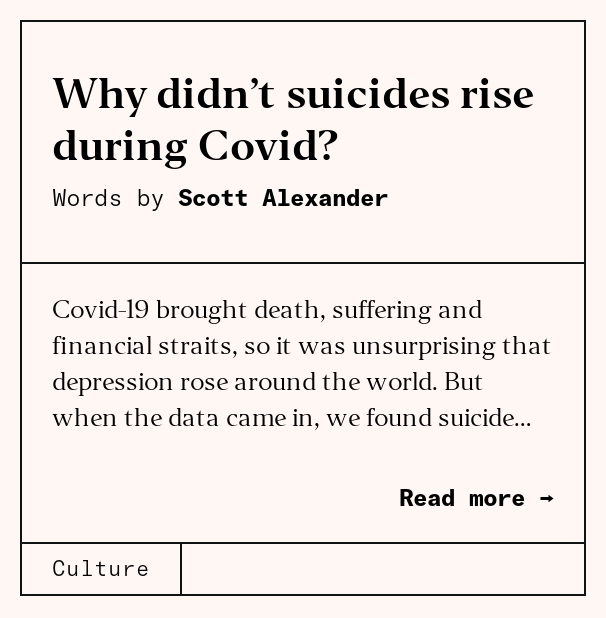 Why didn’t suicides rise
during Covid?
Words by Scott Alexander
Covid-19 brought death, suffering and
financial straits, so it was unsurprising that
depression rose around the world. But
when the data came in, we found suicide...
Read more →
Culture